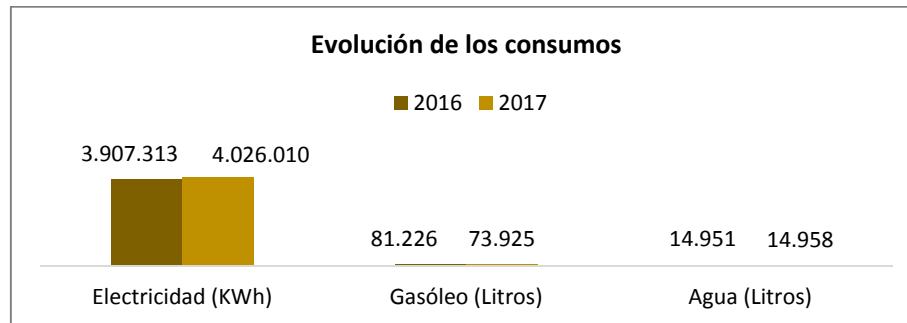 Evolución de los consumos
2016 2017
3.907.313 4.026.010
81.226 73.925 14.951 14.958
Electricidad (KWh) Gasóleo (Litros) Agua (Litros)